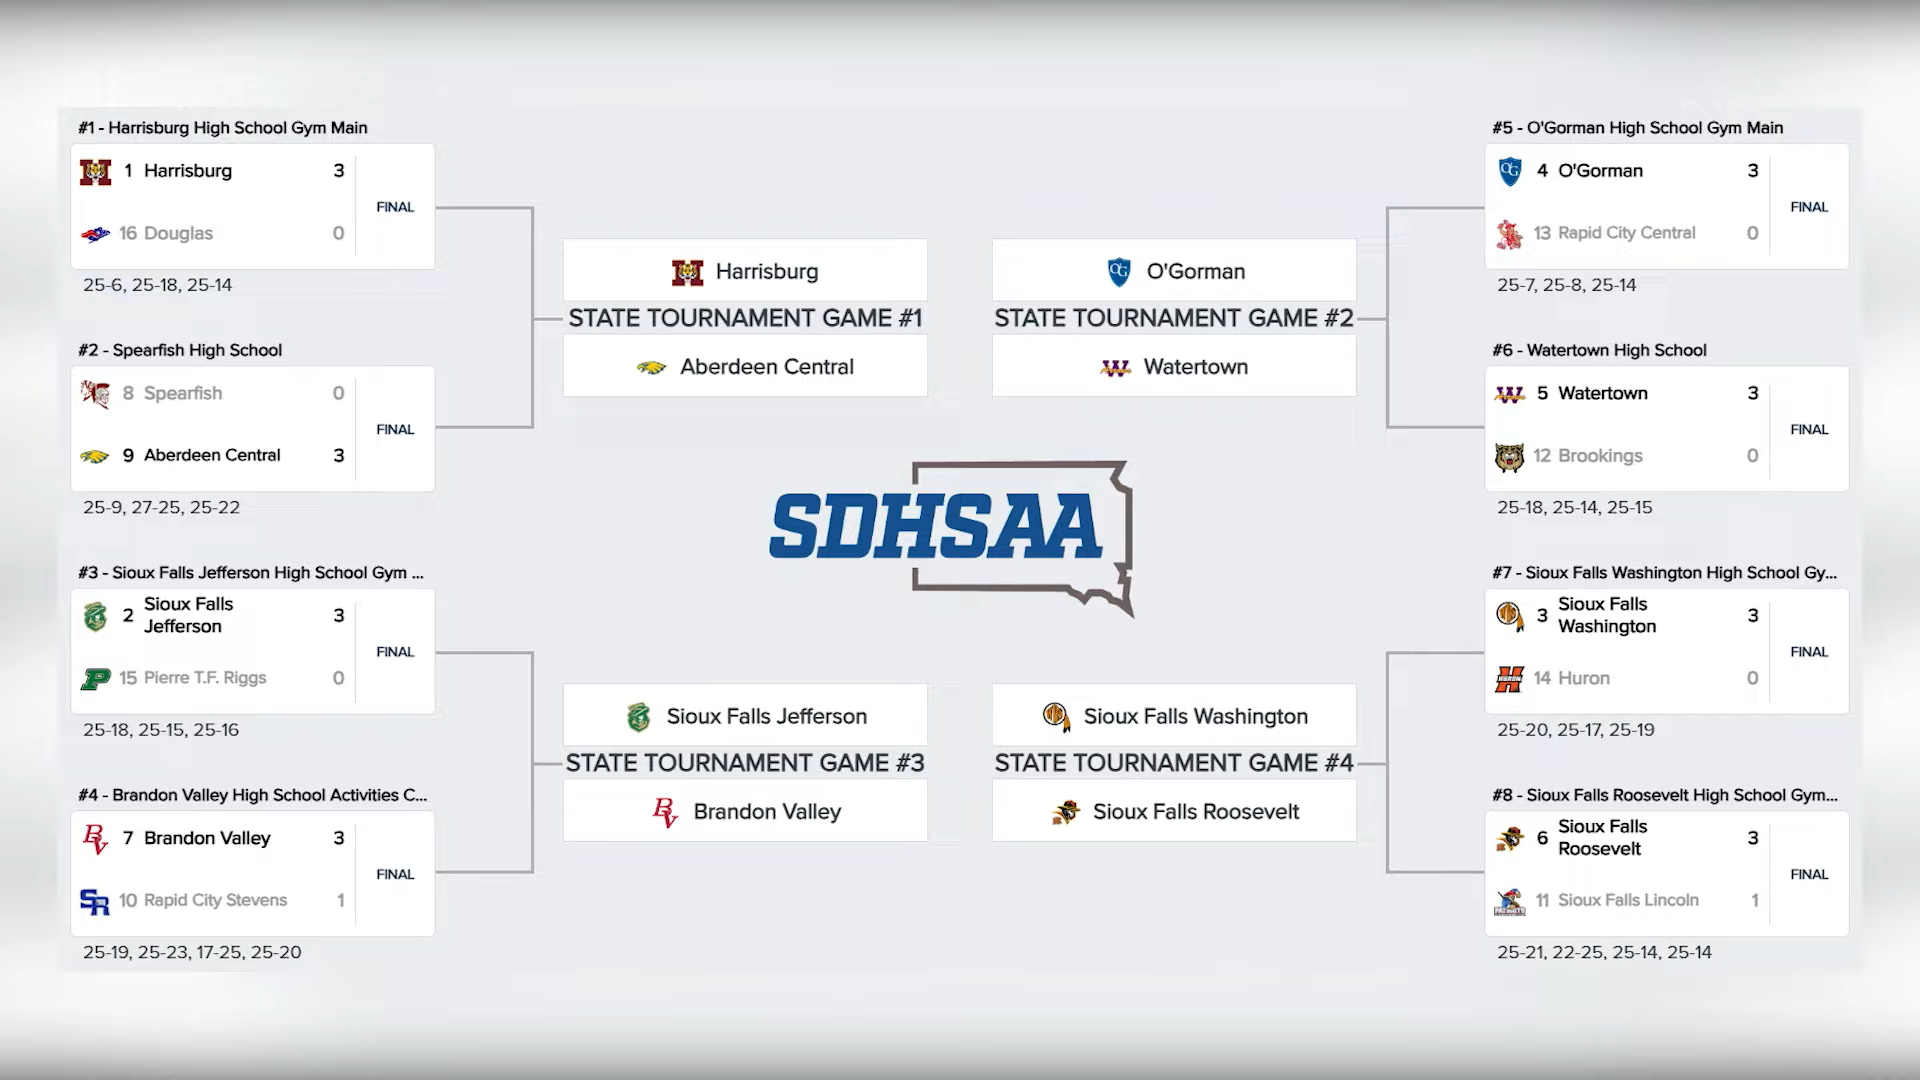 #1 - Harrisburg High School Gym Main
1 Harrisburg 3
FINAL
16 Douglas 0
25-6, 25-18, 25-14
#2 - Spearfish High School
8 Spearfish 0
FINAL
9 Aberdeen Central 3
25-9, 27-25, 25-22
#3 - Sioux Falls Jefferson High School Gym ...
2 Sioux Falls
Jefferson 3
FINAL
15 Pierre T.F. Riggs 0
25-18, 25-15, 25-16
#4 - Brandon Valley High School Activities C...
7 Brandon Valley 3
FINAL
10 Rapid City Stevens 1
25-19, 25-23, 17-25, 25-20
Harrisburg
STATE TOURNAMENT GAME #1
Aberdeen Central
Sioux Falls Jefferson
STATE TOURNAMENT GAME #3
Brandon Valley
SDHSAA
O'Gorman
STATE TOURNAMENT GAME #2
Watertown
Sioux Falls Washington
STATE TOURNAMENT GAME #4
Sioux Falls Roosevelt
#5 - O'Gorman High School Gym Main
4 O'Gorman 3
FINAL
13 Rapid City Central 0
25-7, 25-8, 25-14
#6 - Watertown High School
5 Watertown 3
FINAL
12 Brookings 0
25-18, 25-14, 25-15
#7 - Sioux Falls Washington High School Gy...
3 Sioux Falls
Washington 3
FINAL
14 Huron 0
25-20, 25-17, 25-19
#8 - Sioux Falls Roosevelt High School Gym...
6 Sioux Falls
Roosevelt 3
FINAL
11 Sioux Falls Lincoln 1
25-21, 22-25, 25-14, 25-14